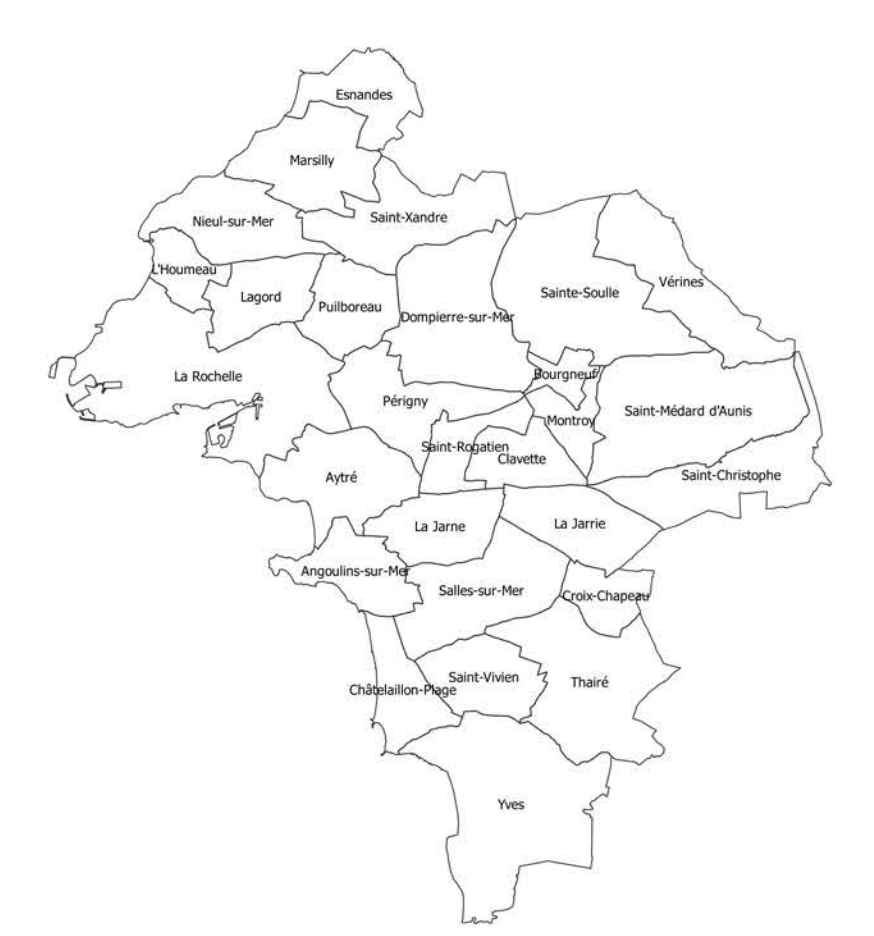 Esnandes
Marsilly
Nieul-sur-Mer
Saint-Xandre
L'Houmeau
Lagord
Puilboreau
Dompierre-sur-Mer
Sainte-Soulle
Vérines
La Rochelle
Périgny
Bourgneuf
Saint-Médard d'Aunis
Montroy
Saint-Rogatien
Clavette
Saint-Christophe
Aytré
La Jarne
La Jarrie
Angoulins-sur-Mer
Salles-sur-Mer
Croix-Chapeau
Châtelaillon-Plage
Saint-Vivien
Thairé
Yves